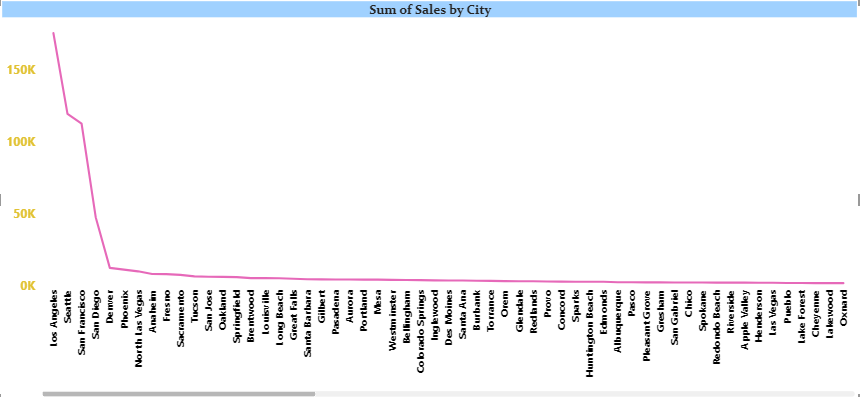 Sum of Sales by City
150K
100K
50K
0K
Los Angeles
Seattle
San Francisco
San Diego
Denver
Phoenix
North Las Vegas
Anaheim
Fresno
Sacramento
Tucson
San Jose
Oakland
Springfield
Brentwood
Louisville
Long Beach
Great Falls
Santa Barbara
Gilbert
Pasadena
Aurora
Portland
Mesa
Westminster
Bellingham
Colorado Springs
Inglewood
Des Moines
Santa Ana
Burbank
Torrance
Orem
Glendale
Redlands
Provo
Concord
Sparks
Huntington Beach
Edmonds
Albuquerque
Pasco
Pleasant Grove
Gresham
San Gabriel
Chico
Spokane
Redondo Beach
Riverside
Apple Valley
Henderson
Las Vegas
Pueblo
Lake Forest
Cheyenne
Lakewood
Oxnard